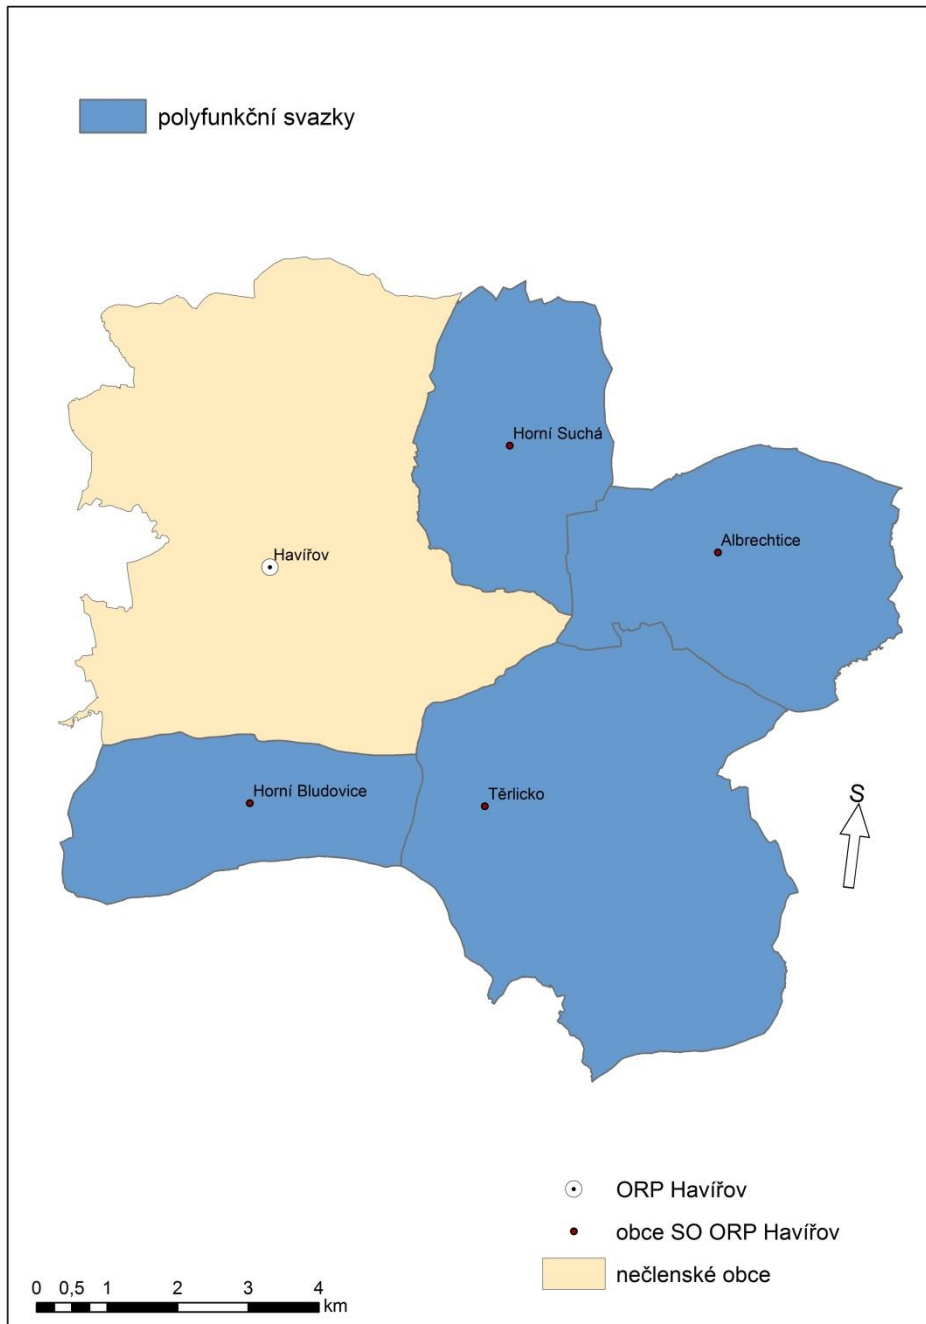 polyfunkční svazky
Horní Suchá
Albrechtice
Havířov
Horní Bludovice
Těrlicko
S
ORP Havířov
obce SO ORP Havířov
nečlenské obce
0 0,5 1 2 3 4
km